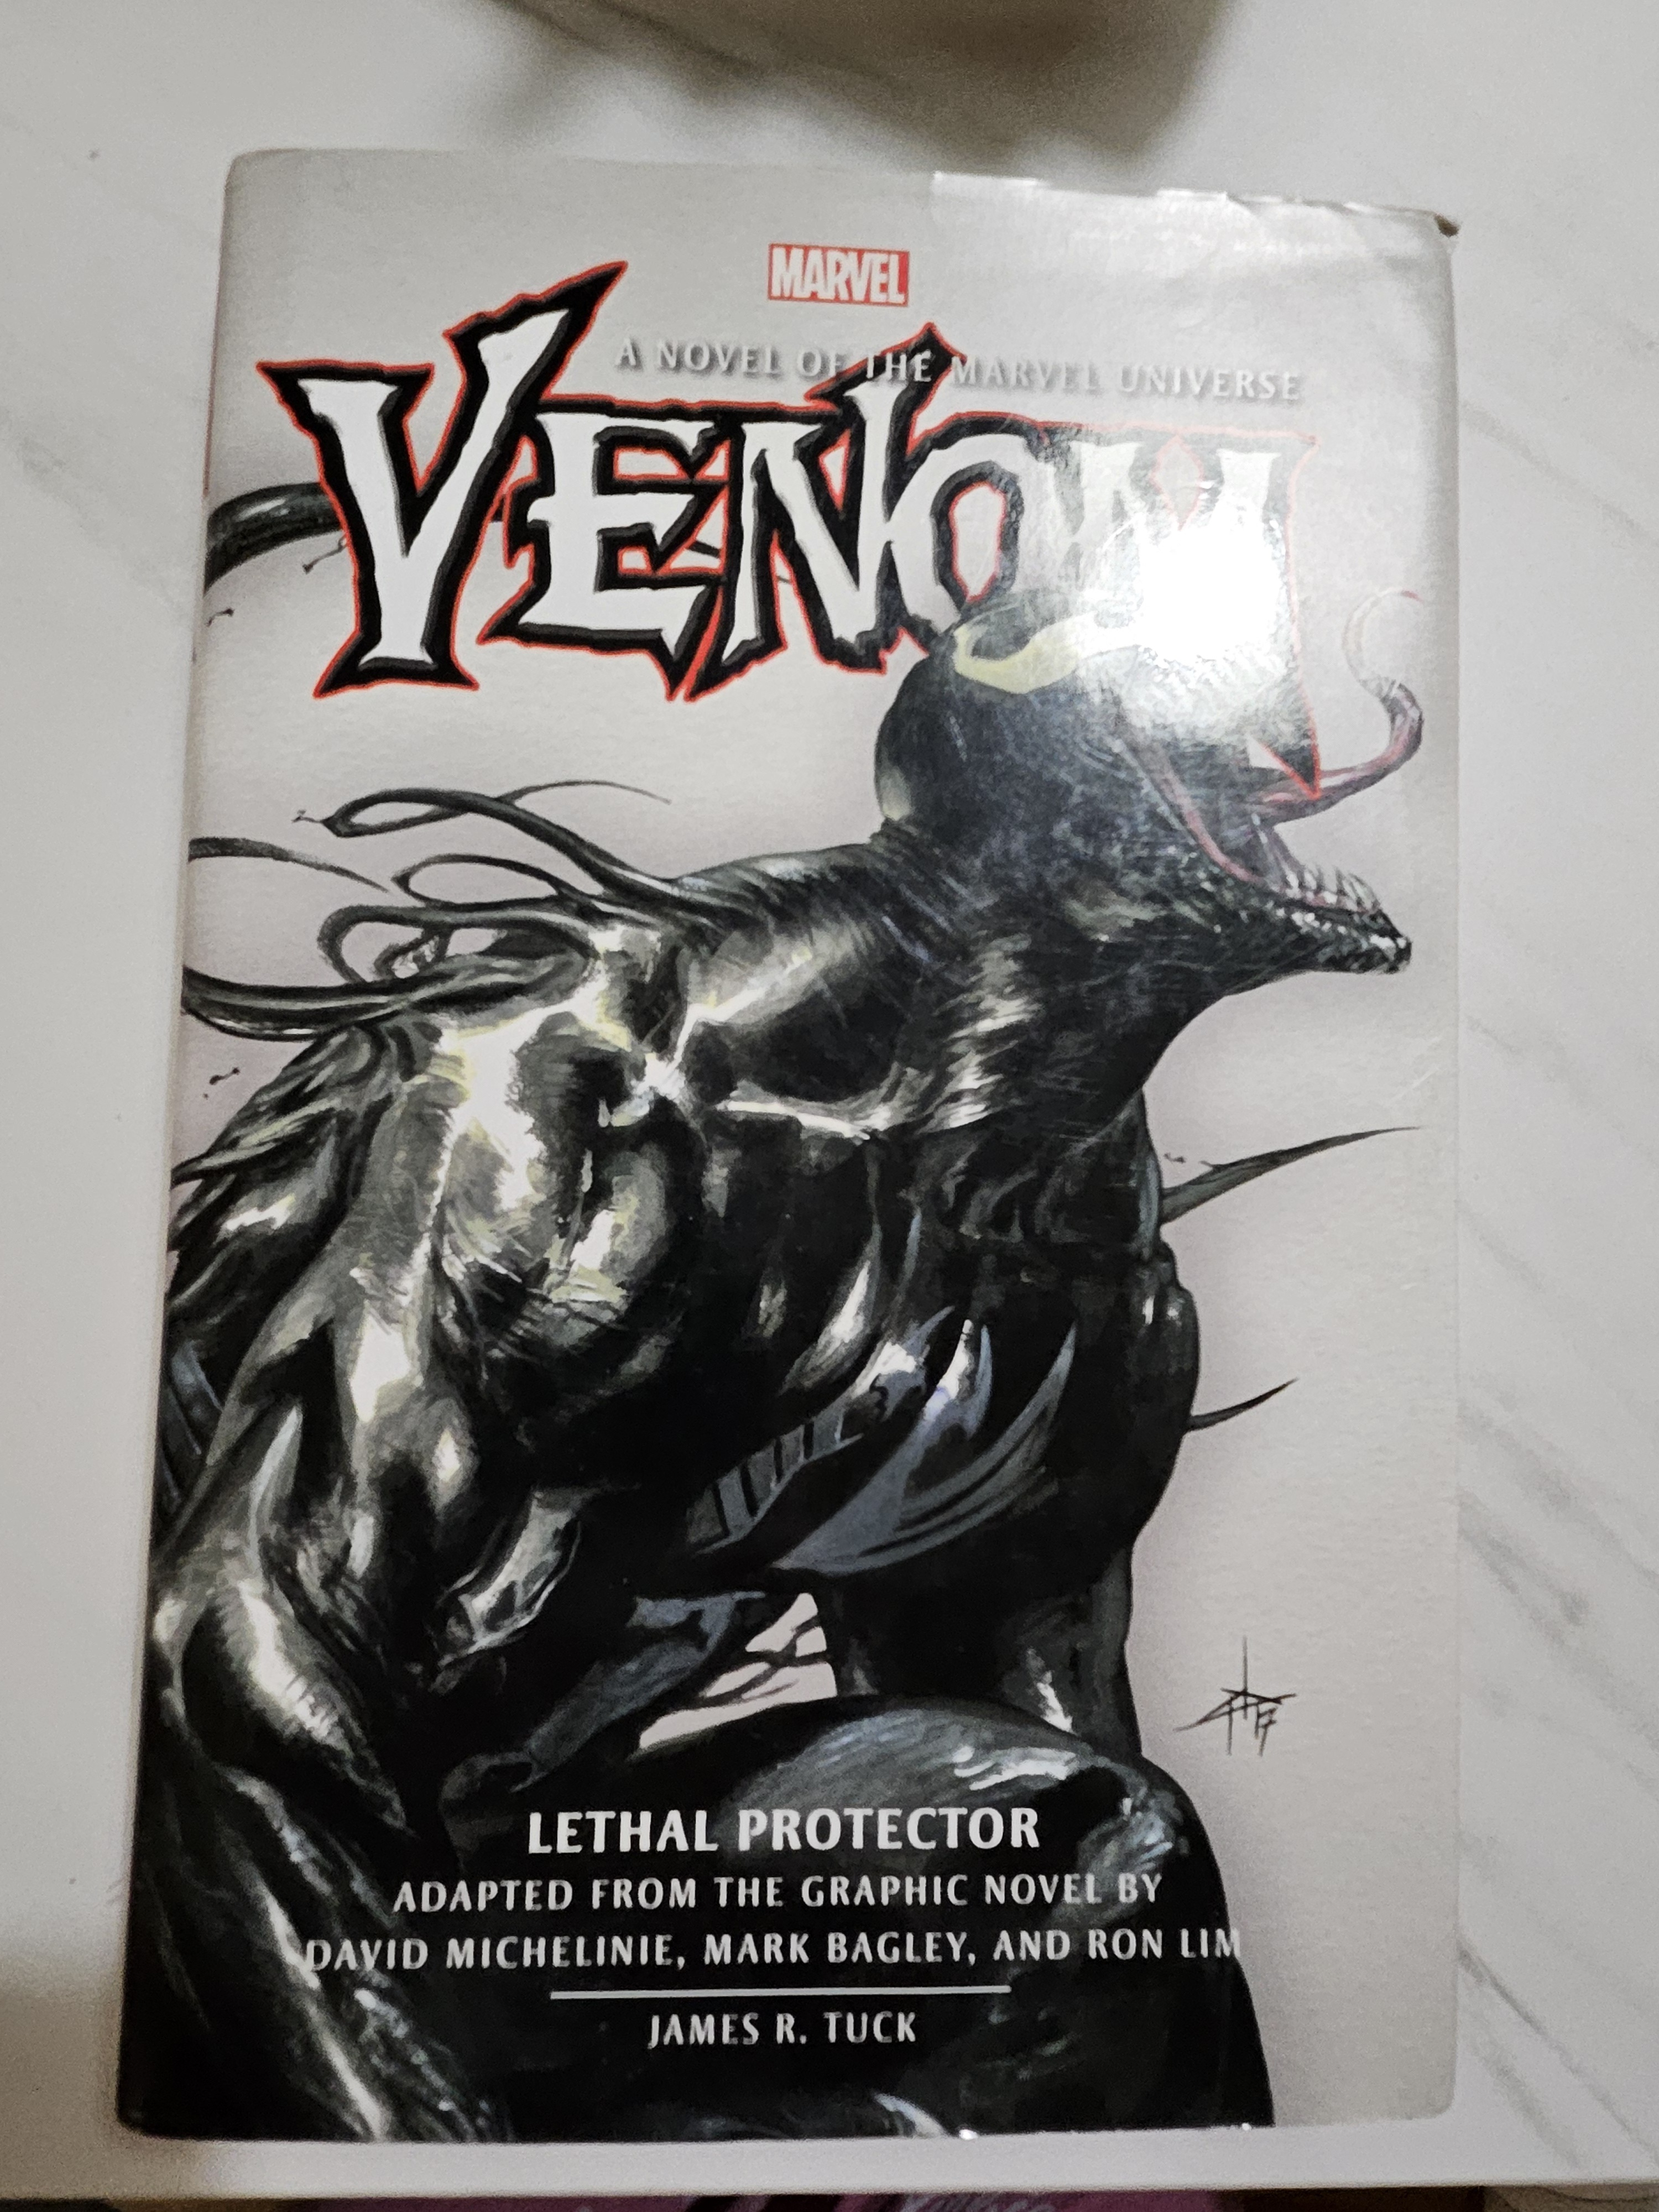 MARVEL
A NOVEL OF THE MARVEL UNIVERSE
VENOM
LETHAL PROTECTOR
ADAPTED FROM THE GRAPHIC NOVEL BY
DAVID MICHELINIE, MARK BAGLEY, AND RON LIM
JAMES R. TUCK